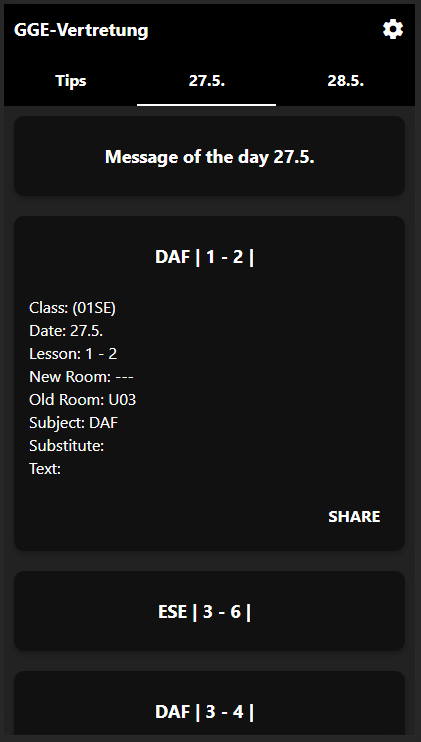 GGE-Vertretung
Tips 27.5. 28.5.
Message of the day 27.5.
DAF | 1 - 2 |
Class: (01SE)
Date: 27.5.
Lesson: 1 - 2
New Room: ---
Old Room: U03
Subject: DAF
Substitute:
Text:
SHARE
ESE | 3 - 6 |
DAF | 3 - 4 |